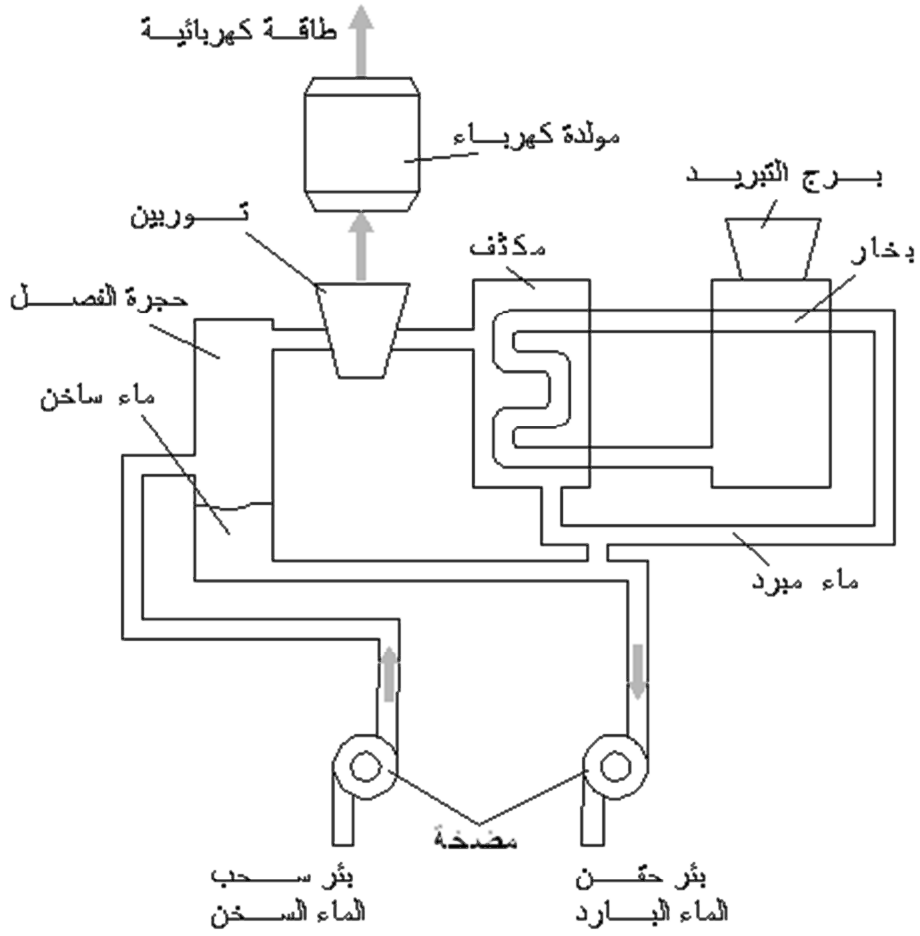 طاقة كهربائية
مولدة كهرباء
برج التبريد
توربين
مكثف
بخار
حجرة الفصل
ماء ساخن
ماء مبرد
مضخة
بئر سحب
الماء السخن
بئر حقن
الماء البارد